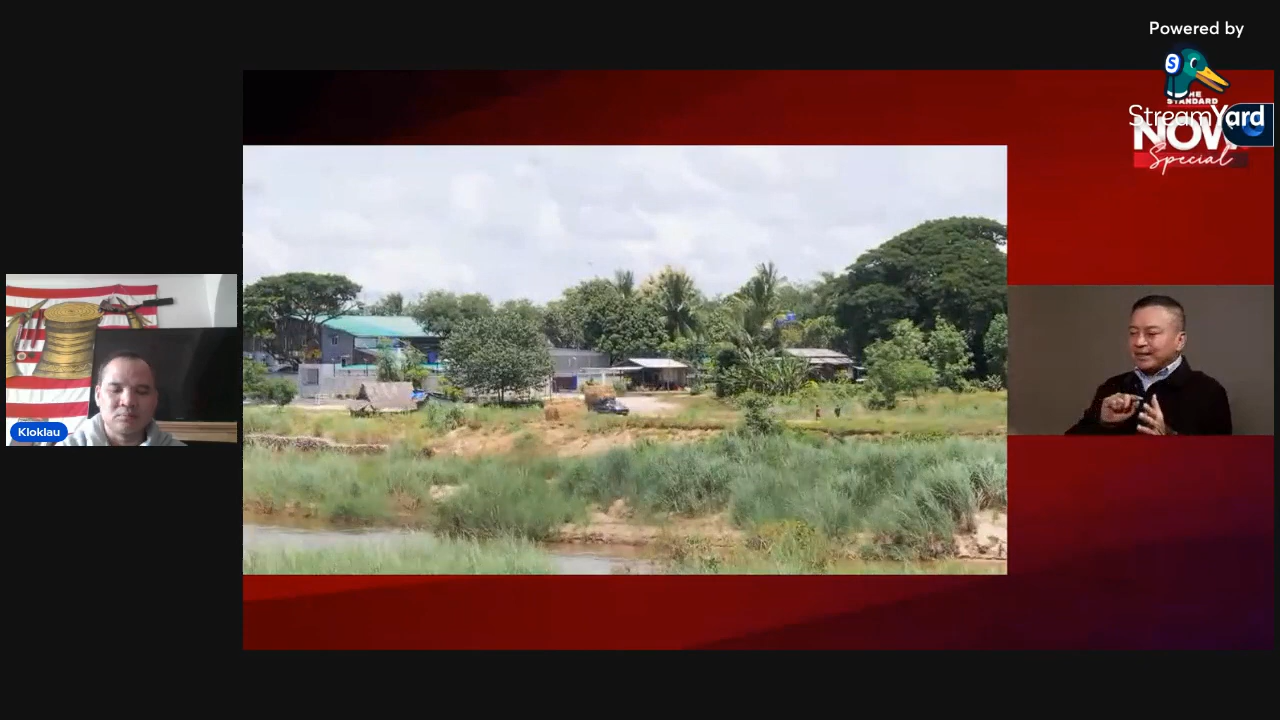 Powered by
S
THE
STANDARD
StreamYard
NOW
Special
Kloklau